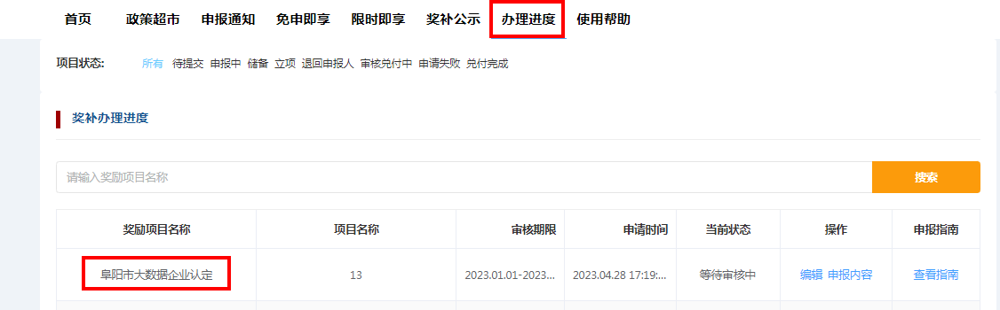 首页 政策超市 申报通知 免申即享 限时即享 奖补公示 办理进度 使用帮助
项目状态: 所有 待提交 申报中 储备 立项 退回申报人 审核兑付中 申请失败 兑付完成
奖补办理进度
请输入奖励项目名称 搜索
奖励项目名称 项目名称 审核期限 申请时间 当前状态 操作 申报指南
阜阳市大数据企业认定 13 2023.01.01-2023... 2023.04.28 17:19:... 等待审核中 编辑 申报内容 查看指南